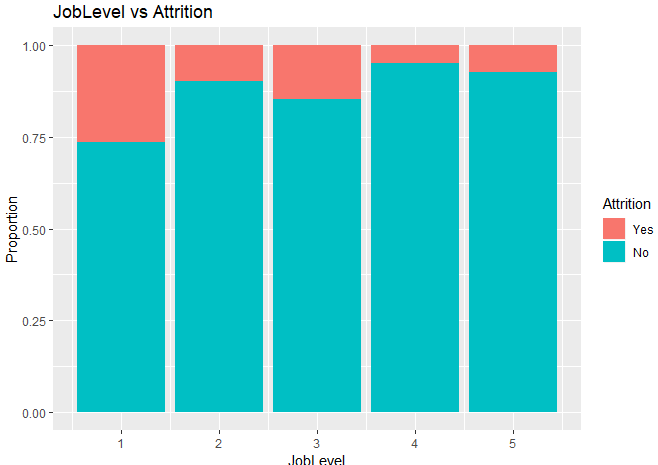 JobLevel vs Attrition
1.00
0.75
0.50
0.25
0.00
Proportion
1 2 3 4 5
JobLevel
Attrition
Yes
No